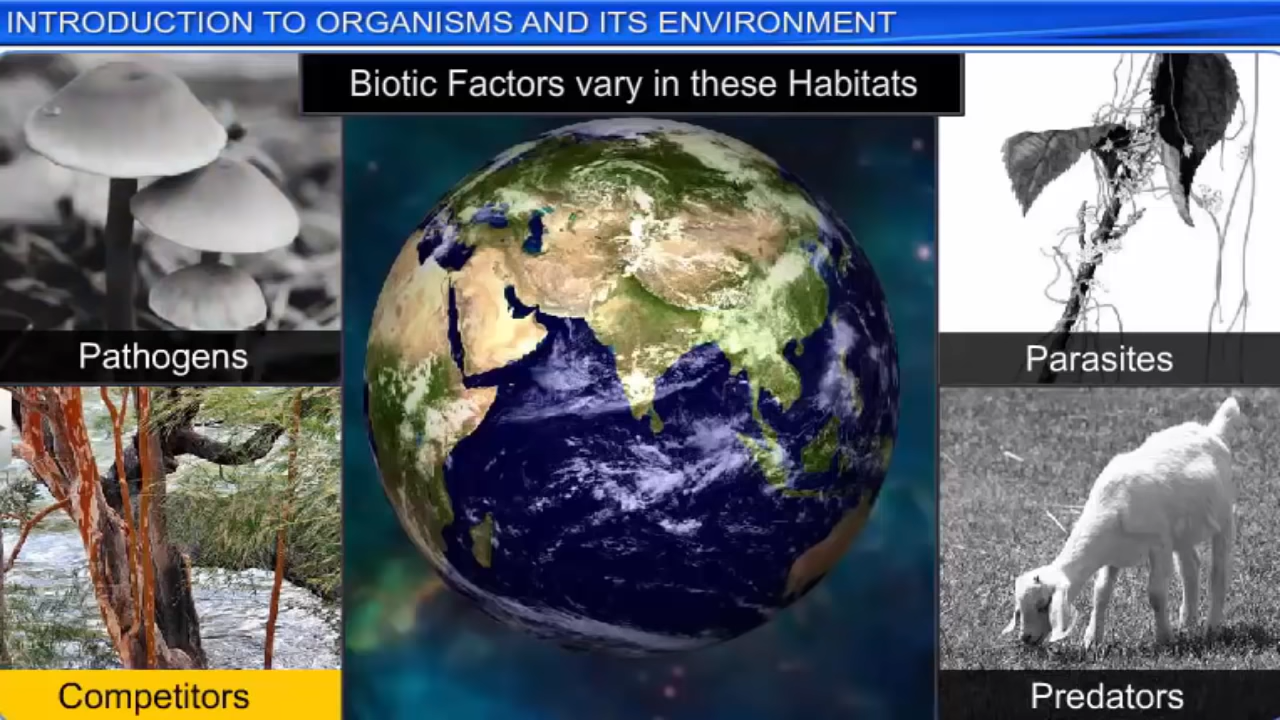 INTRODUCTION TO ORGANISMS AND ITS ENVIRONMENT
Biotic Factors vary in these Habitats
Pathogens
Parasites
Competitors
Predators